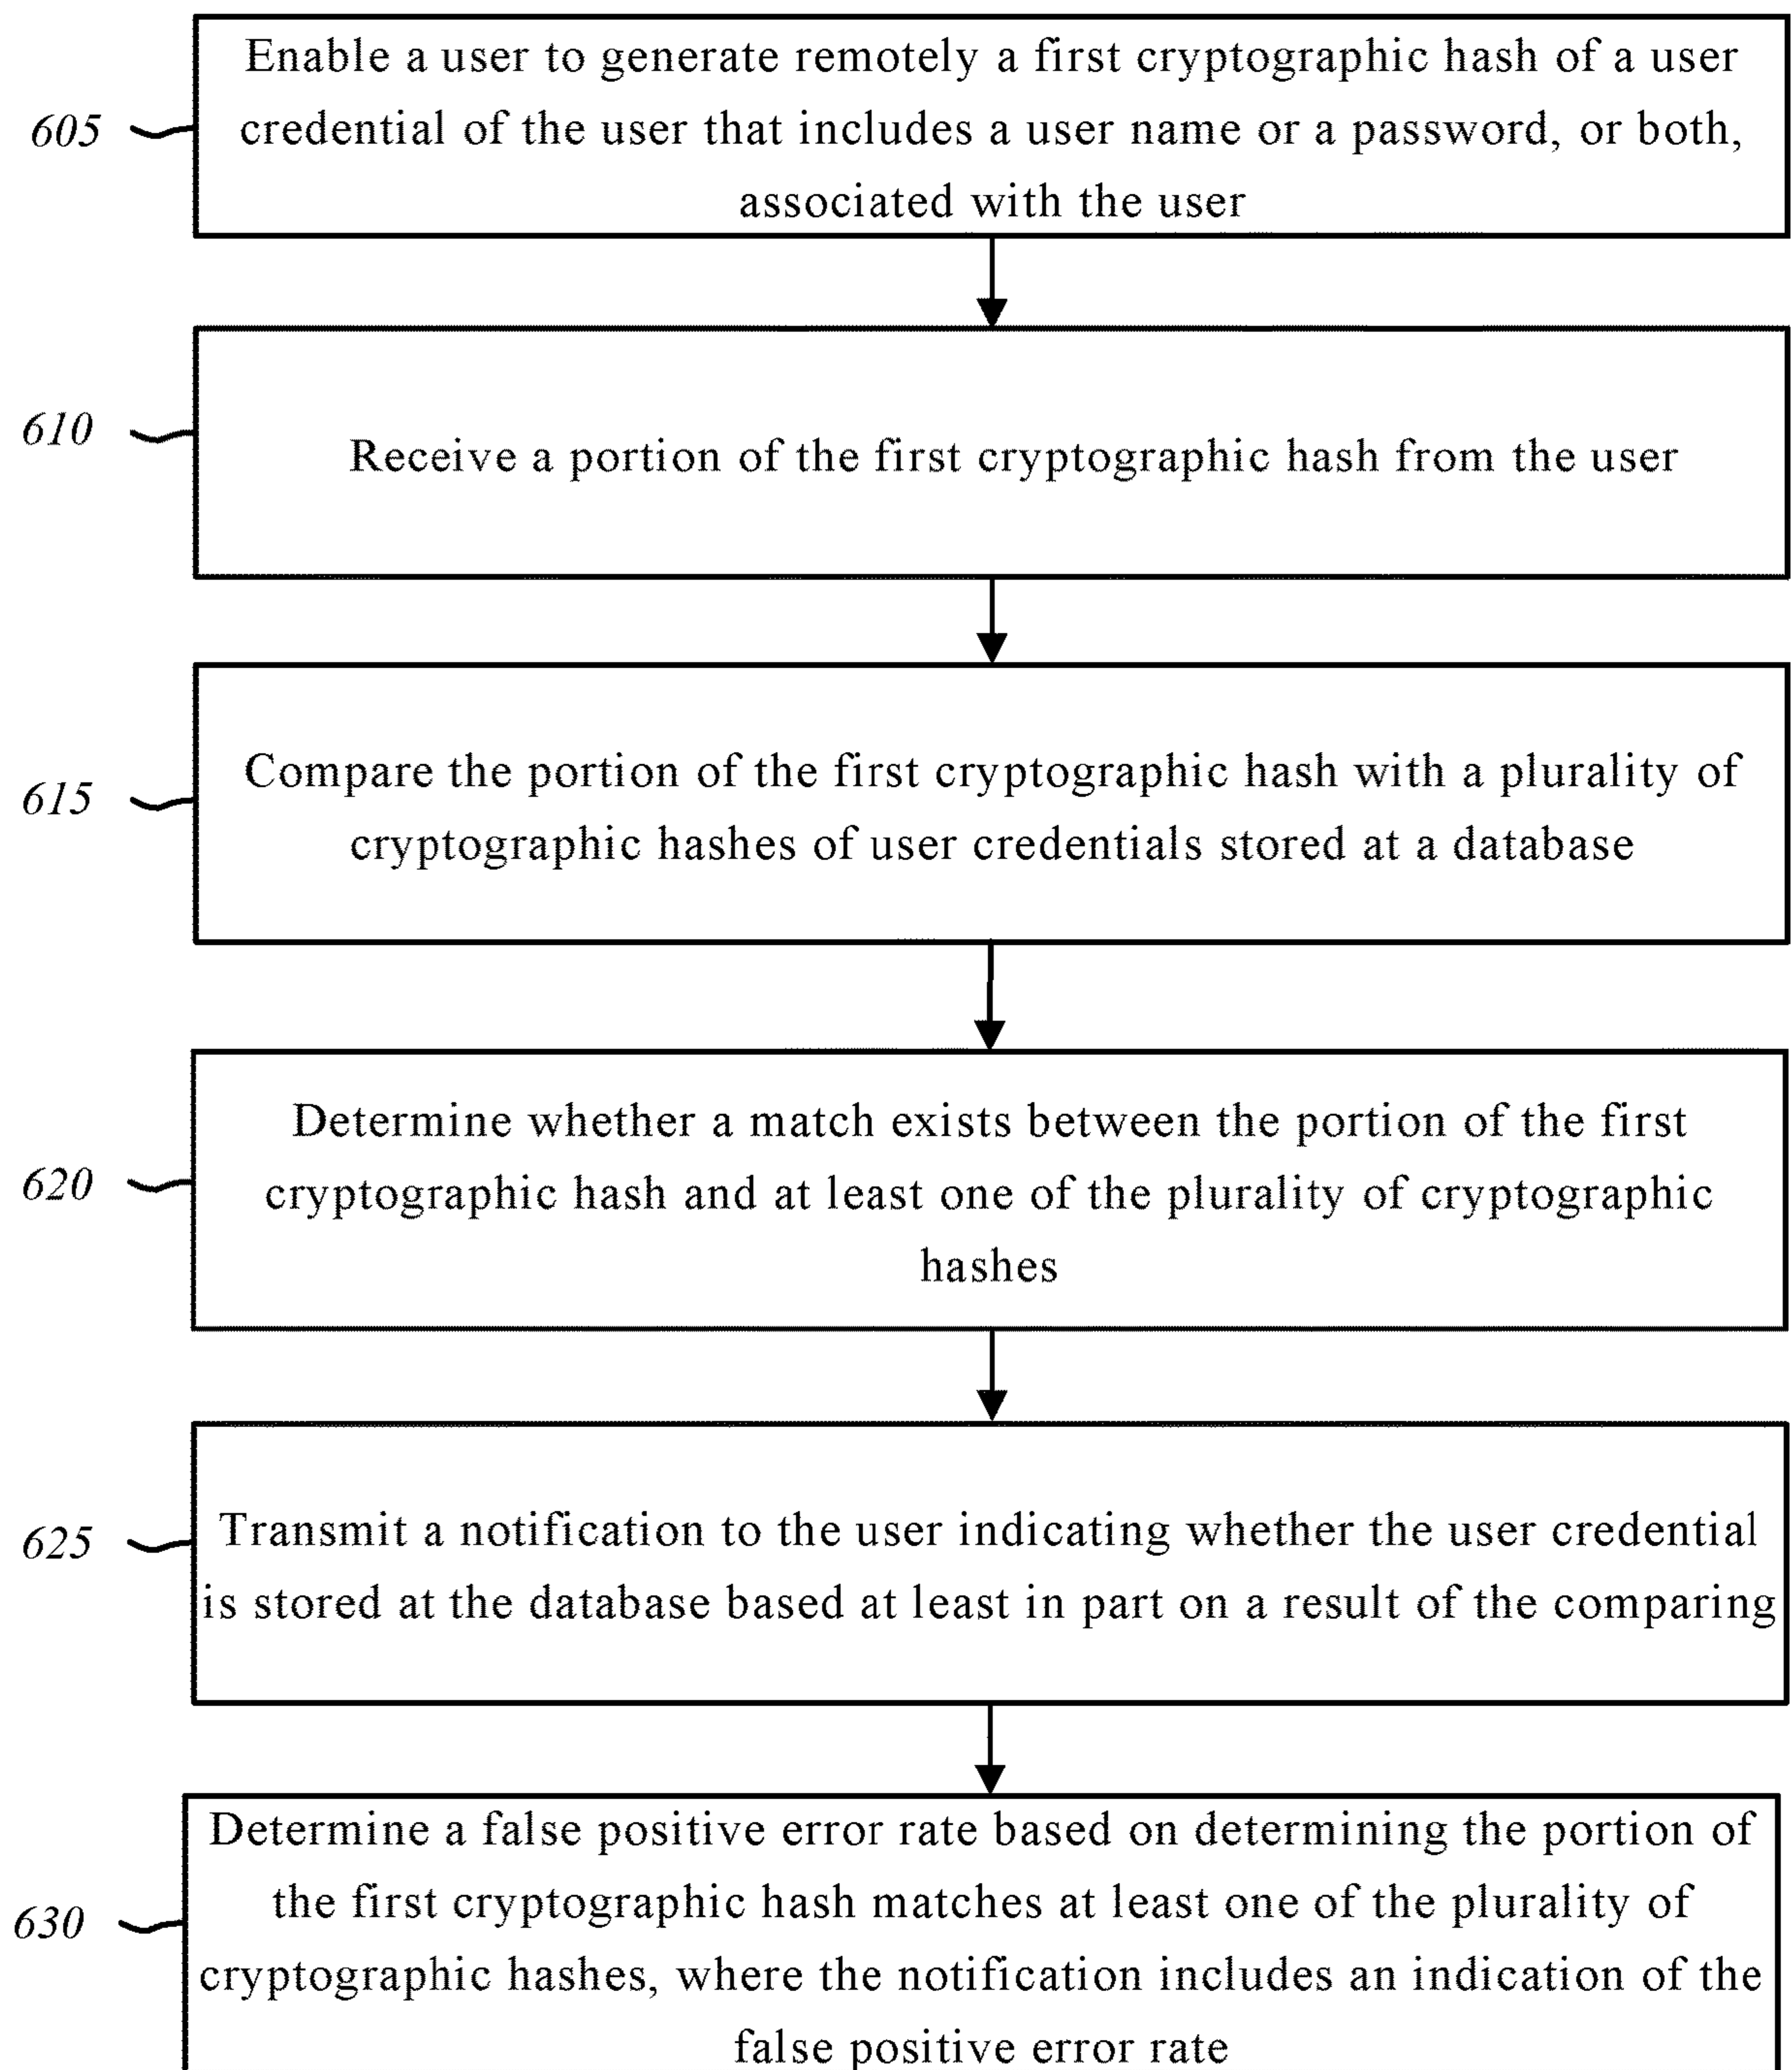 Enable a user to generate remotely a first cryptographic hash of a user
605
credential of the user that includes a user name or a password, or both,
associated with the user
610
Receive a portion of the first cryptographic hash from the user
Compare the portion of the first cryptographic hash with a plurality of
615
cryptographic hashes of user credentials stored at a database
Determine whether a match exists between the portion of the first
620
cryptographic hash and at least one of the plurality of cryptographic
hashes
Transmit a notification to the user indicating whether the user credential
625
is stored at the database based at least in part on a result of the comparing
Determine a false positive error rate based on determining the portion of
the first cryptographic hash matches at least one of the plurality of
630
cryptographic hashes, where the notification includes an indication of the
false positive error rate